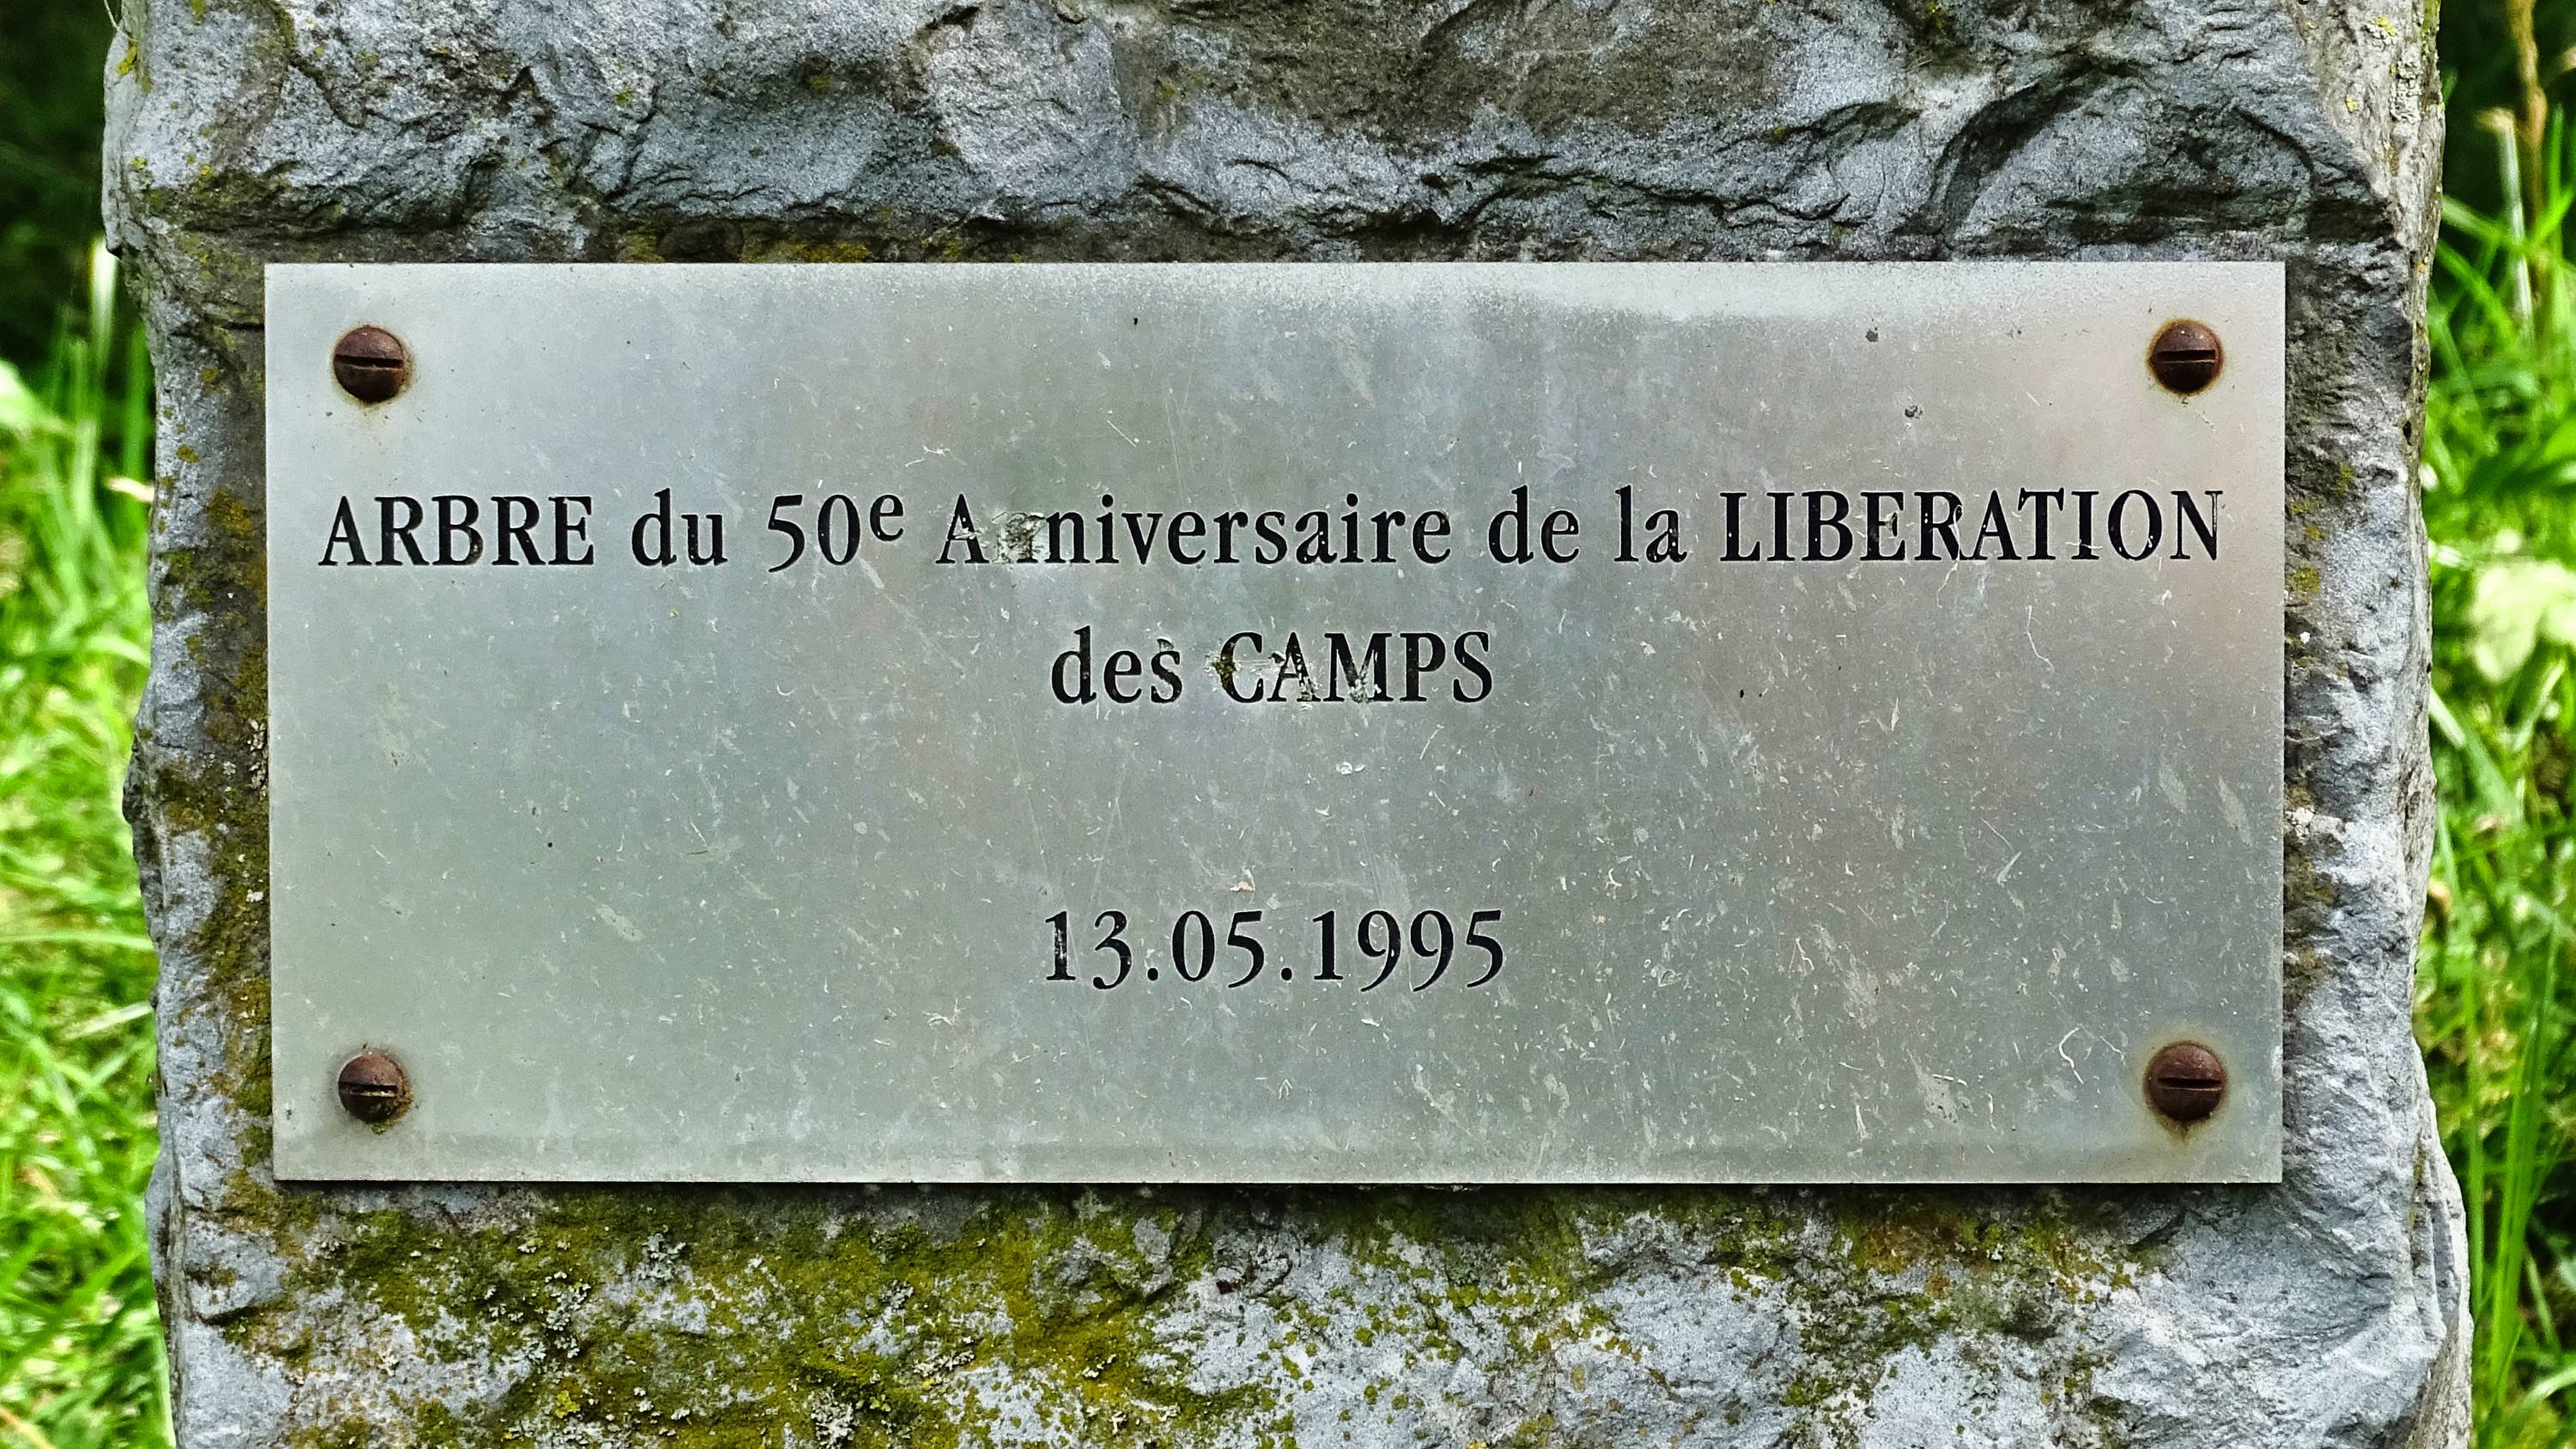 ARBRE du 50e Anniversaire de la LIBERATION
des CAMPS
13.05.1995